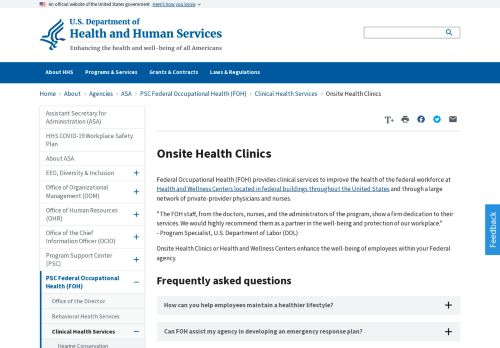 An official website of the United States government Here's how you know
U.S. Department of
Health and Human Services
Enhancing the health and well-being of all Americans
About HHS Programs & Services Grants & Contracts Laws & Regulations
Home › About › Agencies › ASA › PSC Federal Occupational Health (FOH) › Clinical Health Services › Onsite Health Clinics
Assistant Secretary for
Administration (ASA)
HHS COVID-19 Workplace Safety
Plan
About ASA
EEO, Diversity & Inclusion
Office of Organizational
Management (OOM)
Office of Human Resources
(OHR)
Office of the Chief
Information Officer (OCIO)
Program Support Center
(PSC)
PSC Federal Occupational
Health (FOH)
Office of the Director
Behavioral Health Services
Clinical Health Services
Hearing Conservation
T+
Onsite Health Clinics
Federal Occupational Health (FOH) provides clinical services to improve the health of the federal workforce at
Health and Wellness Centers located in federal buildings throughout the United States and through a large
network of private-provider physicians and nurses.
"The FOH staff, from the doctors, nurses, and the administrators of the program, show a firm dedication to their
services. We would highly recommend them as a partner in the well-being and protection of our workplace."
- Program Specialist, U.S. Department of Labor (DOL)
Onsite Health Clinics or Health and Wellness Centers enhance the well-being of employees within your Federal
agency.
Frequently asked questions
How can you help employees maintain a healthier lifestyle?
Can FOH assist my agency in developing an emergency response plan?
Feedback